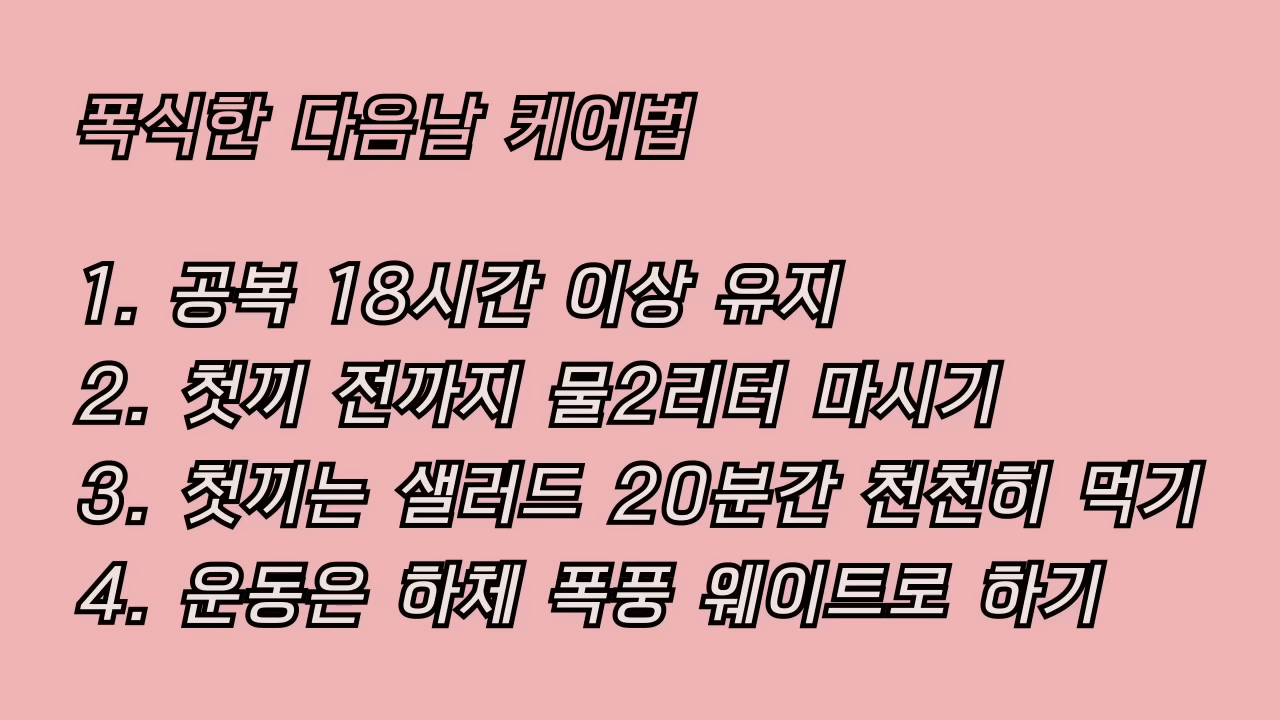 폭식한 다음날 케어법
1. 공복 18시간 이상 유지
2. 첫끼 전까지 물2리터 마시기
3. 첫끼는 샐러드 20분간 천천히 먹기
4. 운동은 하체 폭풍 웨이트로 하기